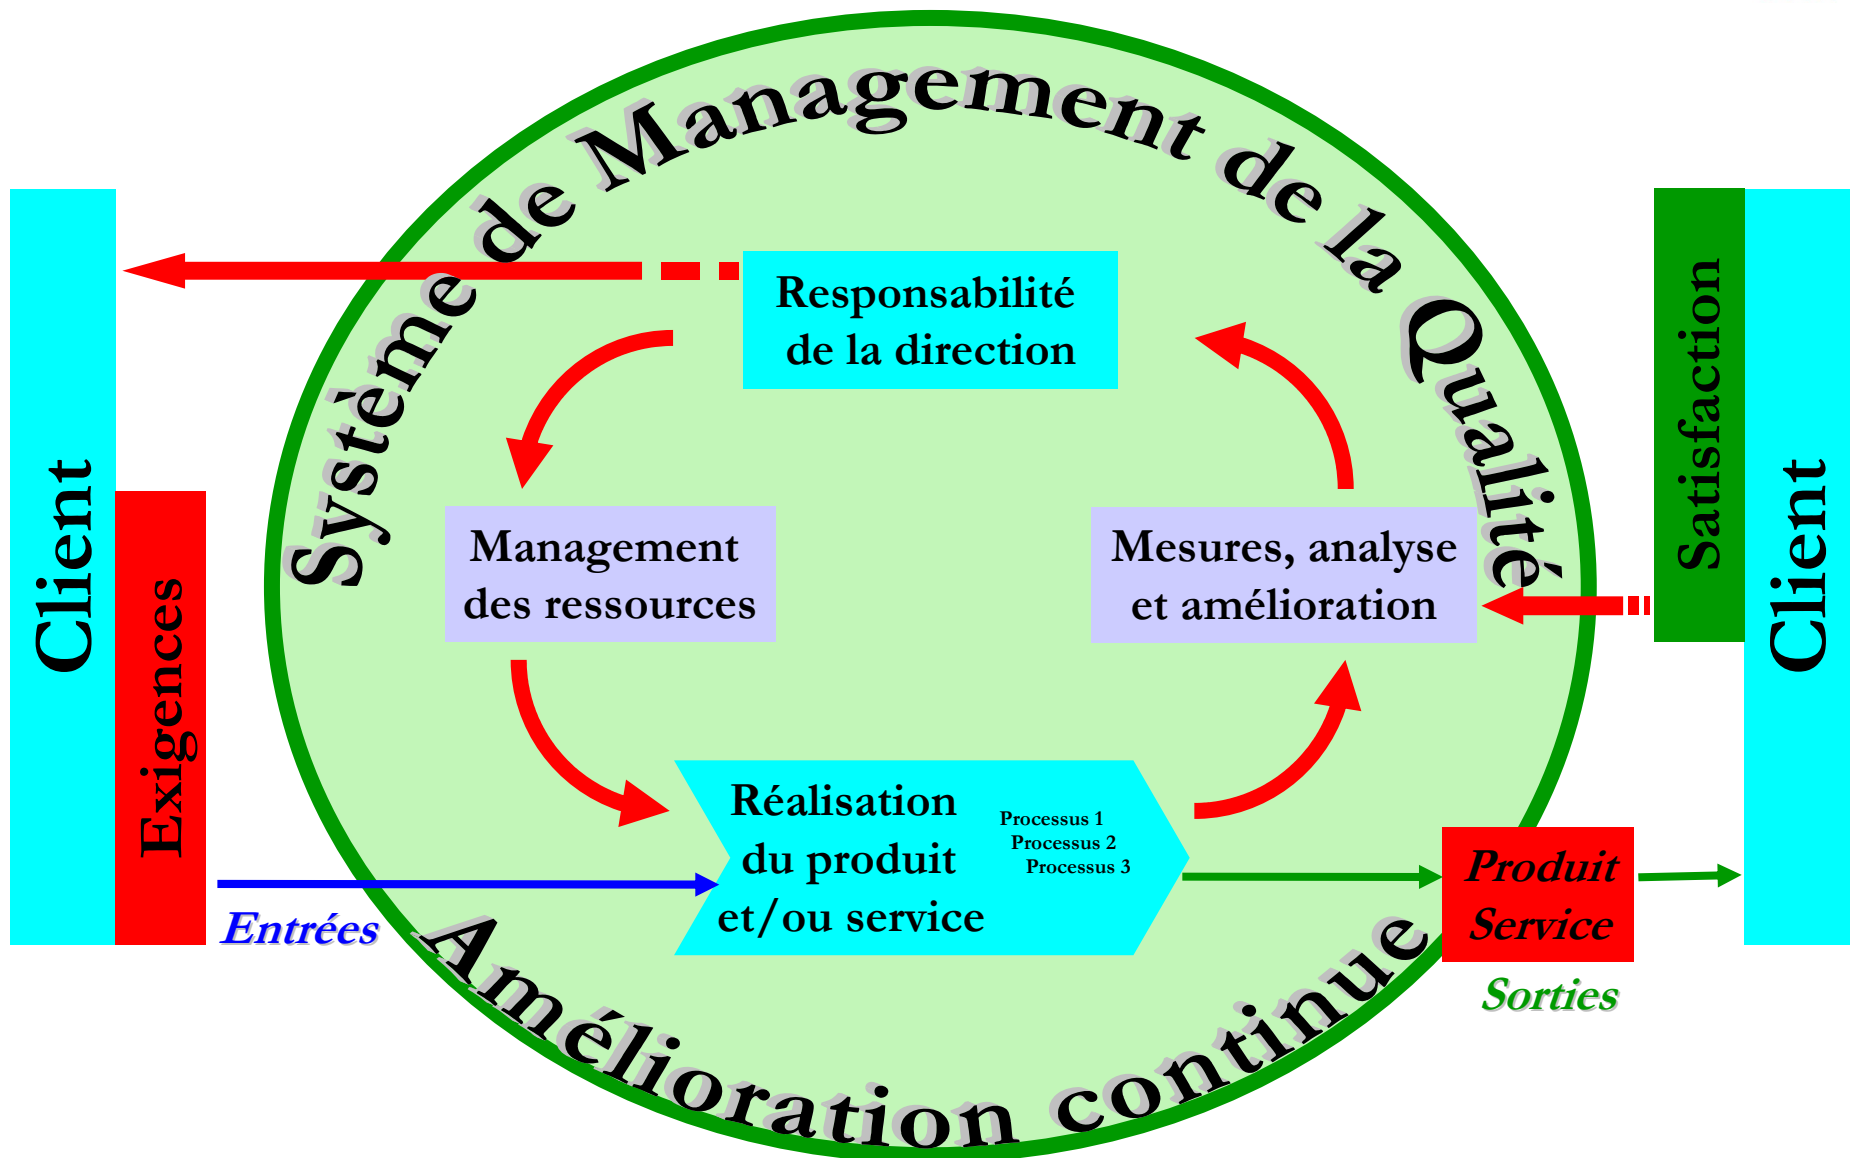 Système de Management de la Qualité
Client
Exigences
Responsabilité
de la direction
Satisfaction
Client
Management
des ressources
Mesures, analyse
et amélioration
Réalisation
du produit
et/ou service
Processus 1
Processus 2
Processus 3
Entrées
Produit
Service
Sorties
Amélioration continue